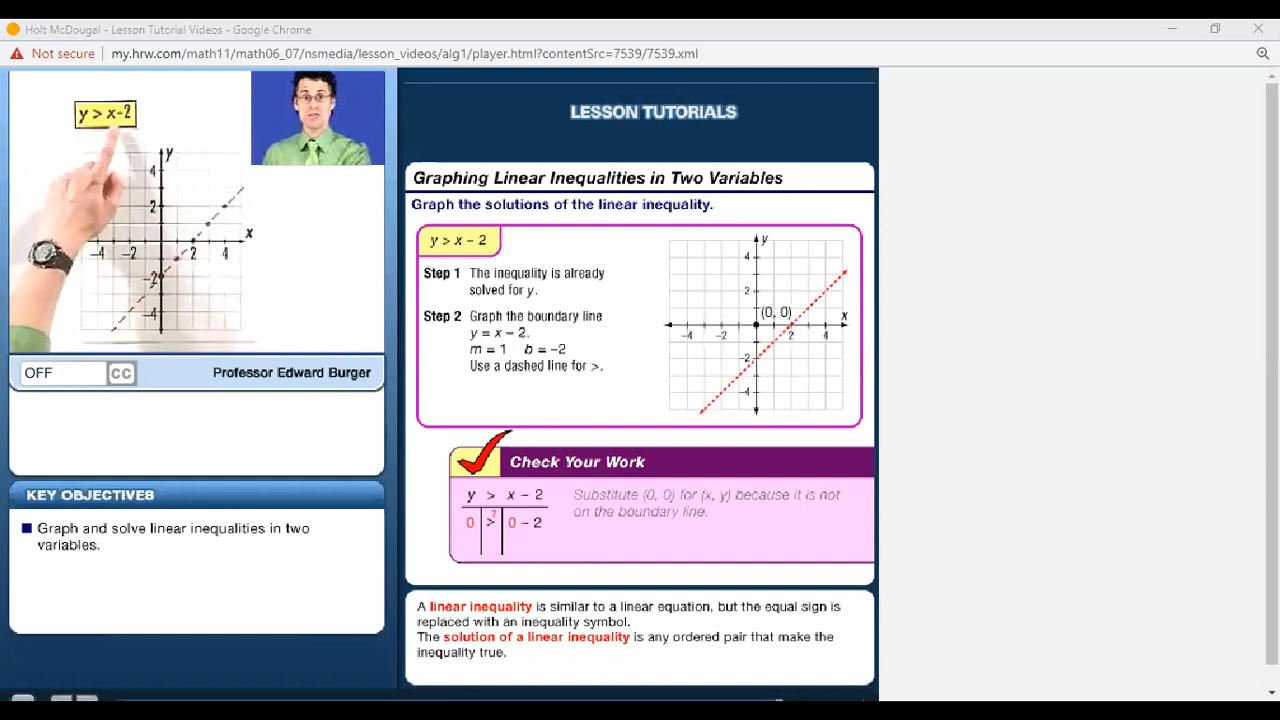 Holt McDougal - Lesson Tutorial Videos - Google Chrome
Not secure | my.hrw.com/math11/math06_07/nsmedia/lesson_videos/alg1/player.html?contentSrc=7539/7539.xml
y > x-2
y
4
2
x
-4 -2 2 4
-2
-4
OFF CC Professor Edward Burger
KEY OBJECTIVES
Graph and solve linear inequalities in two
variables.
LESSON TUTORIALS
Graphing Linear Inequalities in Two Variables
Graph the solutions of the linear inequality.
y > x – 2
Step 1 The inequality is already
solved for y.
Step 2 Graph the boundary line
y = x – 2.
m = 1 b = –2
Use a dashed line for >.
y
4
2
(0, 0)
x
-4 -2 2 4
-2
-4
Check Your Work
y > x – 2
0 >? 0 – 2
Substitute (0, 0) for (x, y) because it is not
on the boundary line.
A linear inequality is similar to a linear equation, but the equal sign is
replaced with an inequality symbol.
The solution of a linear inequality is any ordered pair that make the
inequality true.